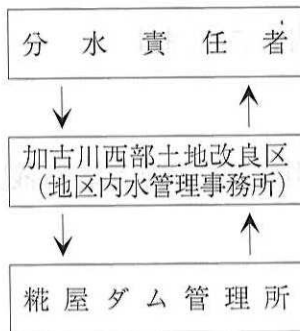 分水責任者
加古川西部土地改良区
(地区内水管理事務所)
糀屋ダム管理所